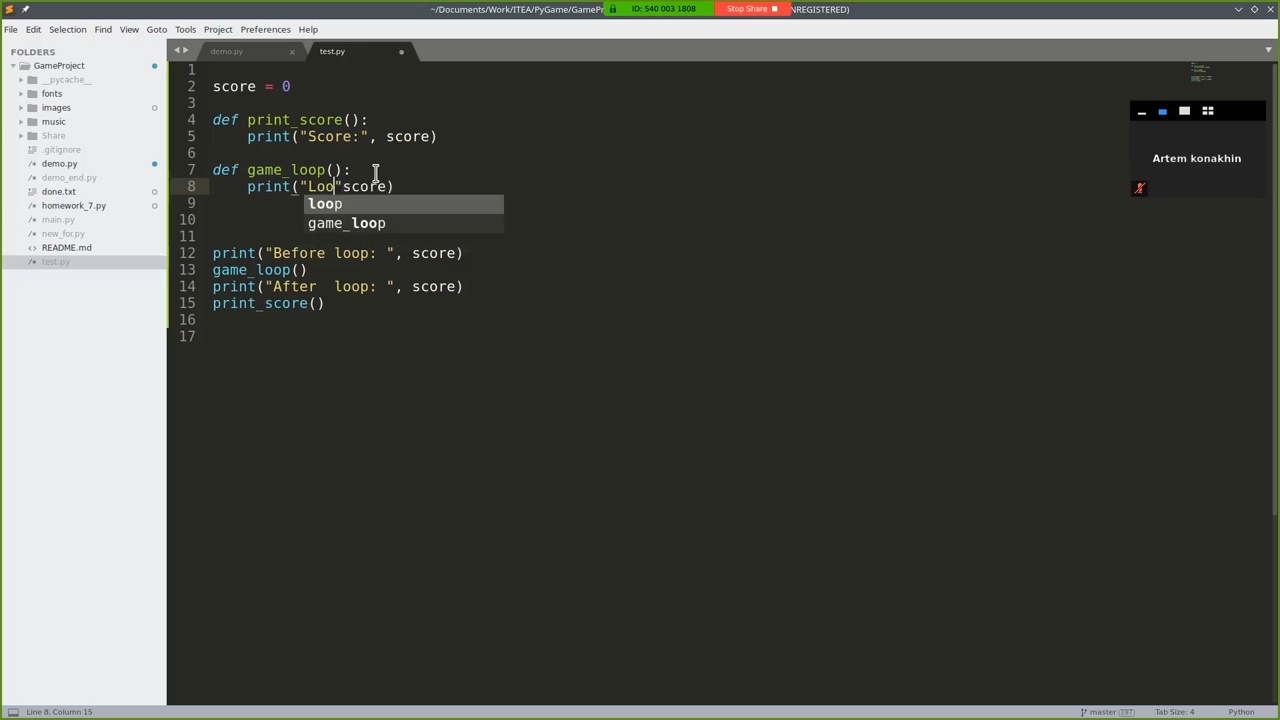 ~/Documents/Work/ITEA/PyGame/GamePr
ID: 540 003 1808
Stop Share
NREGISTERED)
File Edit Selection Find View Goto Tools Project Preferences Help
FOLDERS
GameProject
__pycache__
fonts
images
music
Share
.gitignore
demo.py
demo_end.py
done.txt
homework_7.py
main.py
new_for.py
README.md
test.py
demo.py
test.py
1
2 score = 0
3
4 def print_score():
5 print("Score:", score)
6
7 def game_loop():
8 print("Loo"score)
loop
game_loop
9
10
11
12 print("Before loop: ", score)
13 game_loop()
14 print("After  loop: ", score)
15 print_score()
16
17
Artem konakhin
Line 8, Column 15
master 197
Tab Size: 4
Python